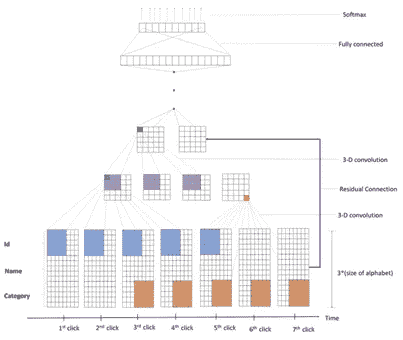 Softmax
Fully connected
3-D convolution
Residual Connection
3-D convolution
Id
Name
Category
3*(size of alphabet)
Time
1st click
2nd click
3rd click
4th click
5th click
6th click
7th click